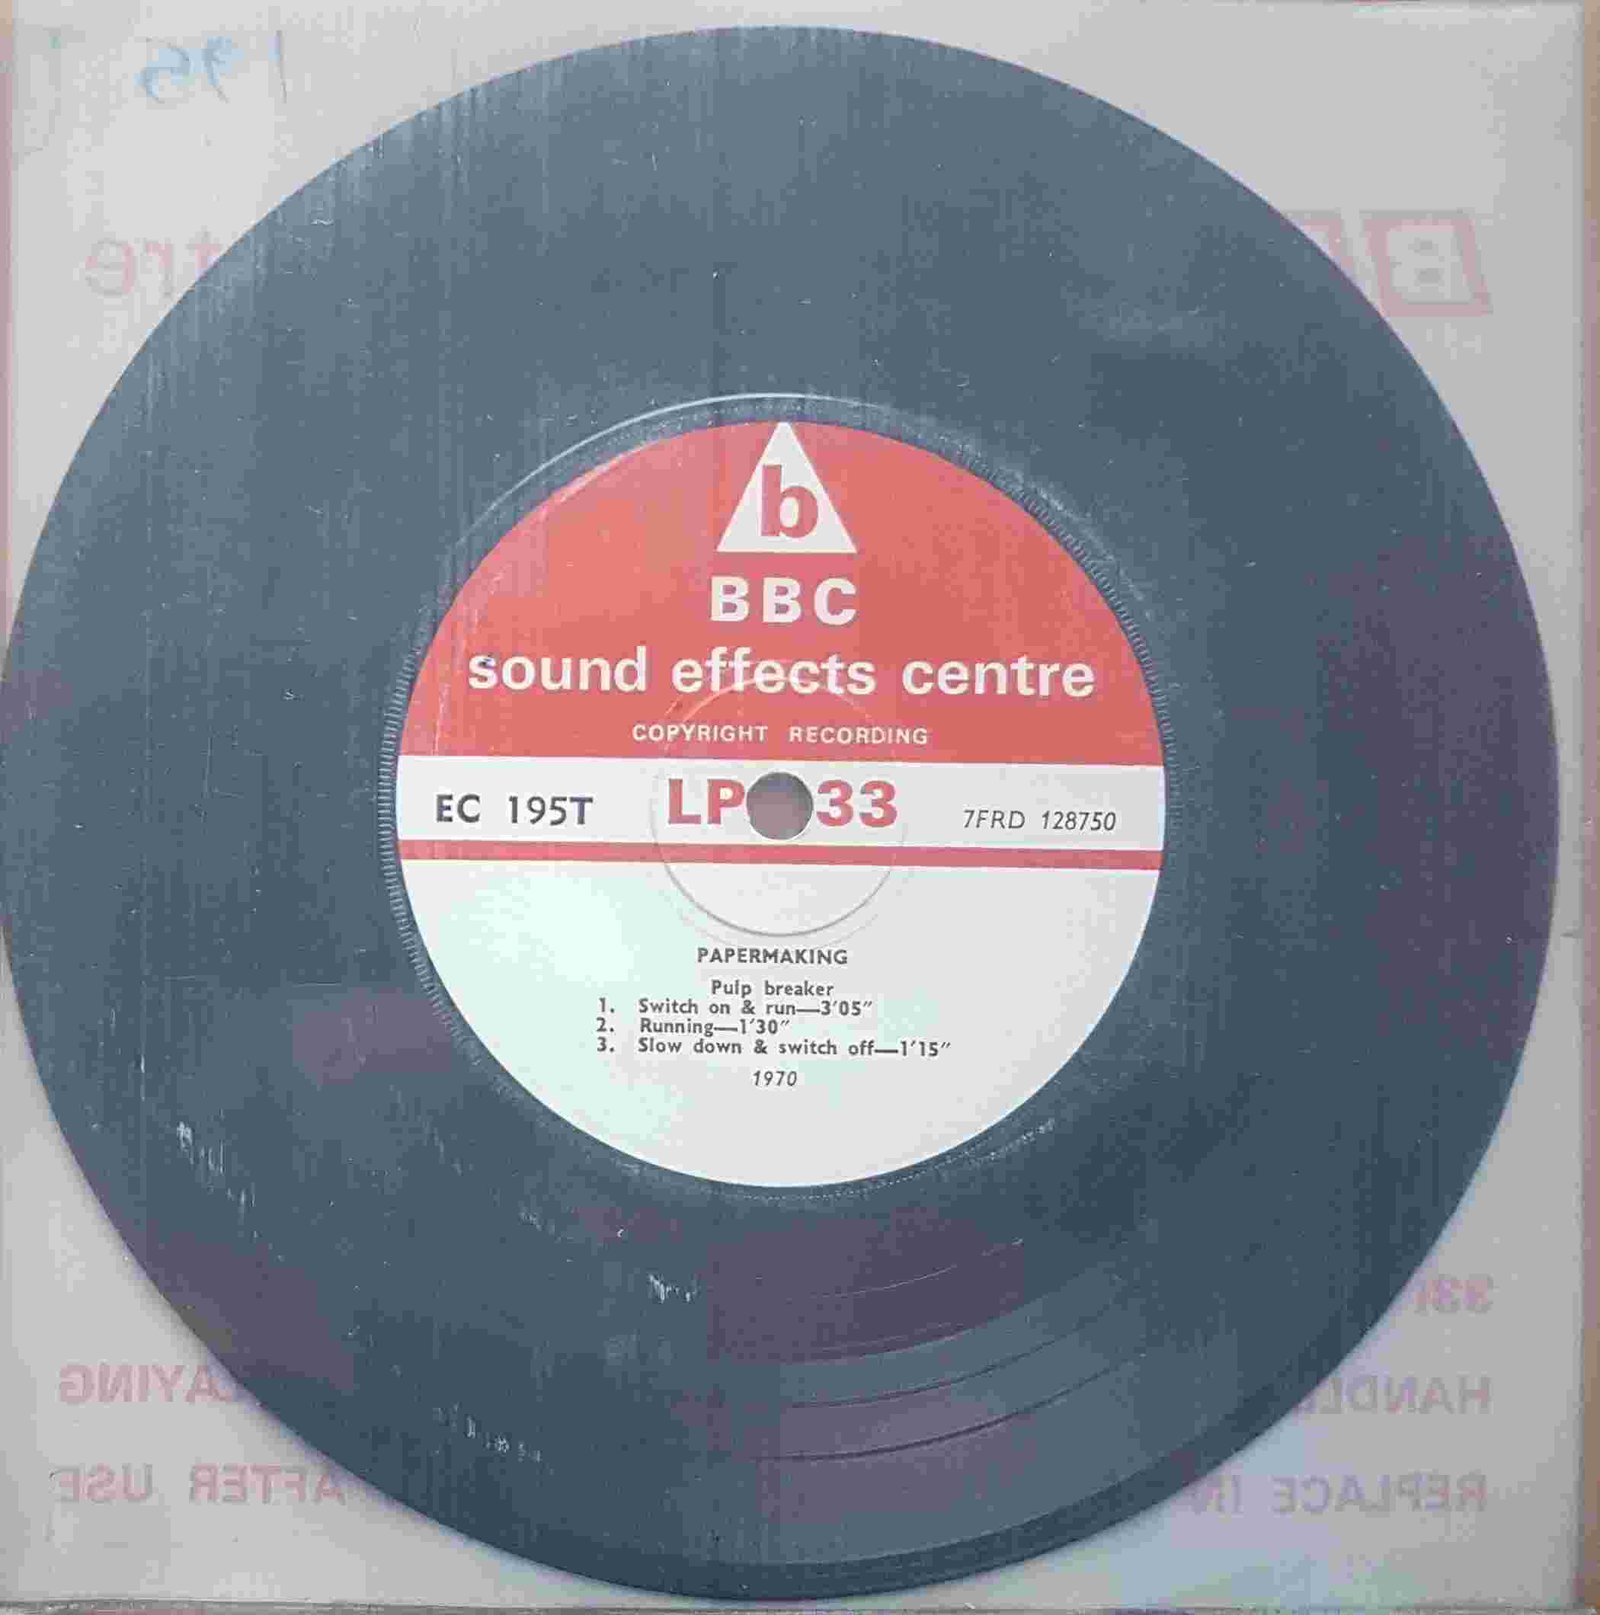 195
b
BBC
sound effects centre
COPYRIGHT RECORDING
EC 195T LP 33 7FRD 128750
PAPERMAKING
Pulp breaker
1. Switch on & run—3'05"
2. Running—1'30"
3. Slow down & switch off—1'15"
1970
REPLACE IN AFTER USE